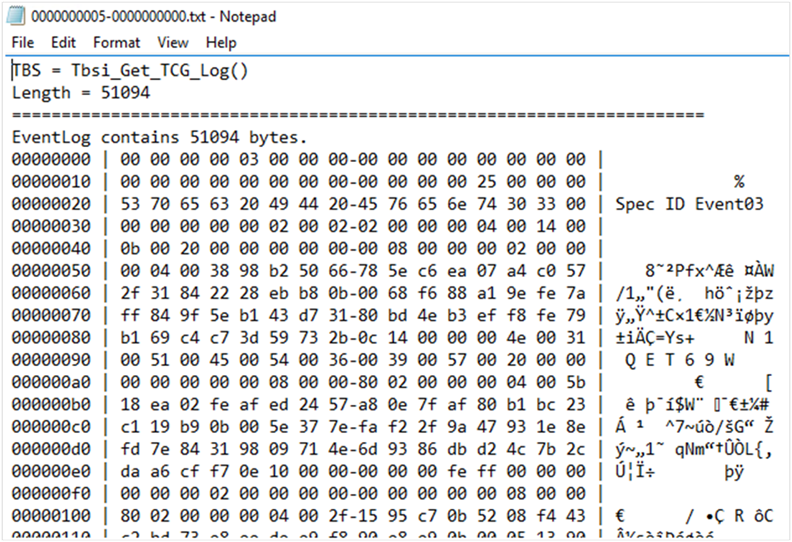 0000000005-0000000000.txt - Notepad
File Edit Format View Help
TBS = Tbsi_Get_TCG_Log()
Length = 51094
======================================================================
EventLog contains 51094 bytes.
00000000 | 00 00 00 00 03 00 00 00-00 00 00 00 00 00 00 00 |
00000010 | 00 00 00 00 00 00 00 00-00 00 00 00 25 00 00 00 | %
00000020 | 53 70 65 63 20 49 44 20-45 76 65 6e 74 30 33 00 | Spec ID Event03
00000030 | 00 00 00 00 00 02 00 02-02 00 00 00 04 00 14 00 |
00000040 | 0b 00 20 00 00 00 00 00-00 08 00 00 00 02 00 00 |
00000050 | 00 04 00 38 98 b2 50 66-78 5e c6 ea 07 a4 c0 57 | 8˜²Pfx^Æê ¤ÀW
00000060 | 2f 31 84 22 28 eb b8 0b-00 68 f6 88 a1 9e fe 7a | /1„"(ë¸ höˆ¡žþz
00000070 | ff 84 9f 5e b1 43 d7 31-80 bd 4e b3 ef f8 fe 79 | ÿ„Ÿ^±C×1€½N³ïøþy
00000080 | b1 69 c4 c7 3d 59 73 2b-0c 14 00 00 00 4e 00 31 | ±iÄÇ=Ys+ N 1
00000090 | 00 51 00 45 00 54 00 36-00 39 00 57 00 20 00 00 | Q E T 6 9 W
000000a0 | 00 00 00 00 00 08 00 00-80 02 00 00 00 04 00 5b | € [
000000b0 | 18 ea 02 fe af ed 24 57-a8 0e 7f af 80 b1 bc 23 | ê þ¯í$W¨ ¯€±¼#
000000c0 | c1 19 b9 0b 00 5e 37 7e-fa f2 2f 9a 47 93 1e 8e | Á ¹ ^7~úò/šG“ Ž
000000d0 | fd 7e 84 31 98 09 71 4e-6d 93 86 db d2 4c 7b 2c | ý~„1˜ qNm“†ÛÒL{,
000000e0 | da a6 cf f7 0e 10 00 00-00 00 00 fe ff 00 00 00 | Ú¦Ï÷ þÿ
000000f0 | 00 00 00 02 00 00 00 00-00 00 00 00 00 08 00 00 |
00000100 | 80 02 00 00 00 04 00 2f-15 95 c7 0b 52 08 f4 43 | € / •Ç R ôC